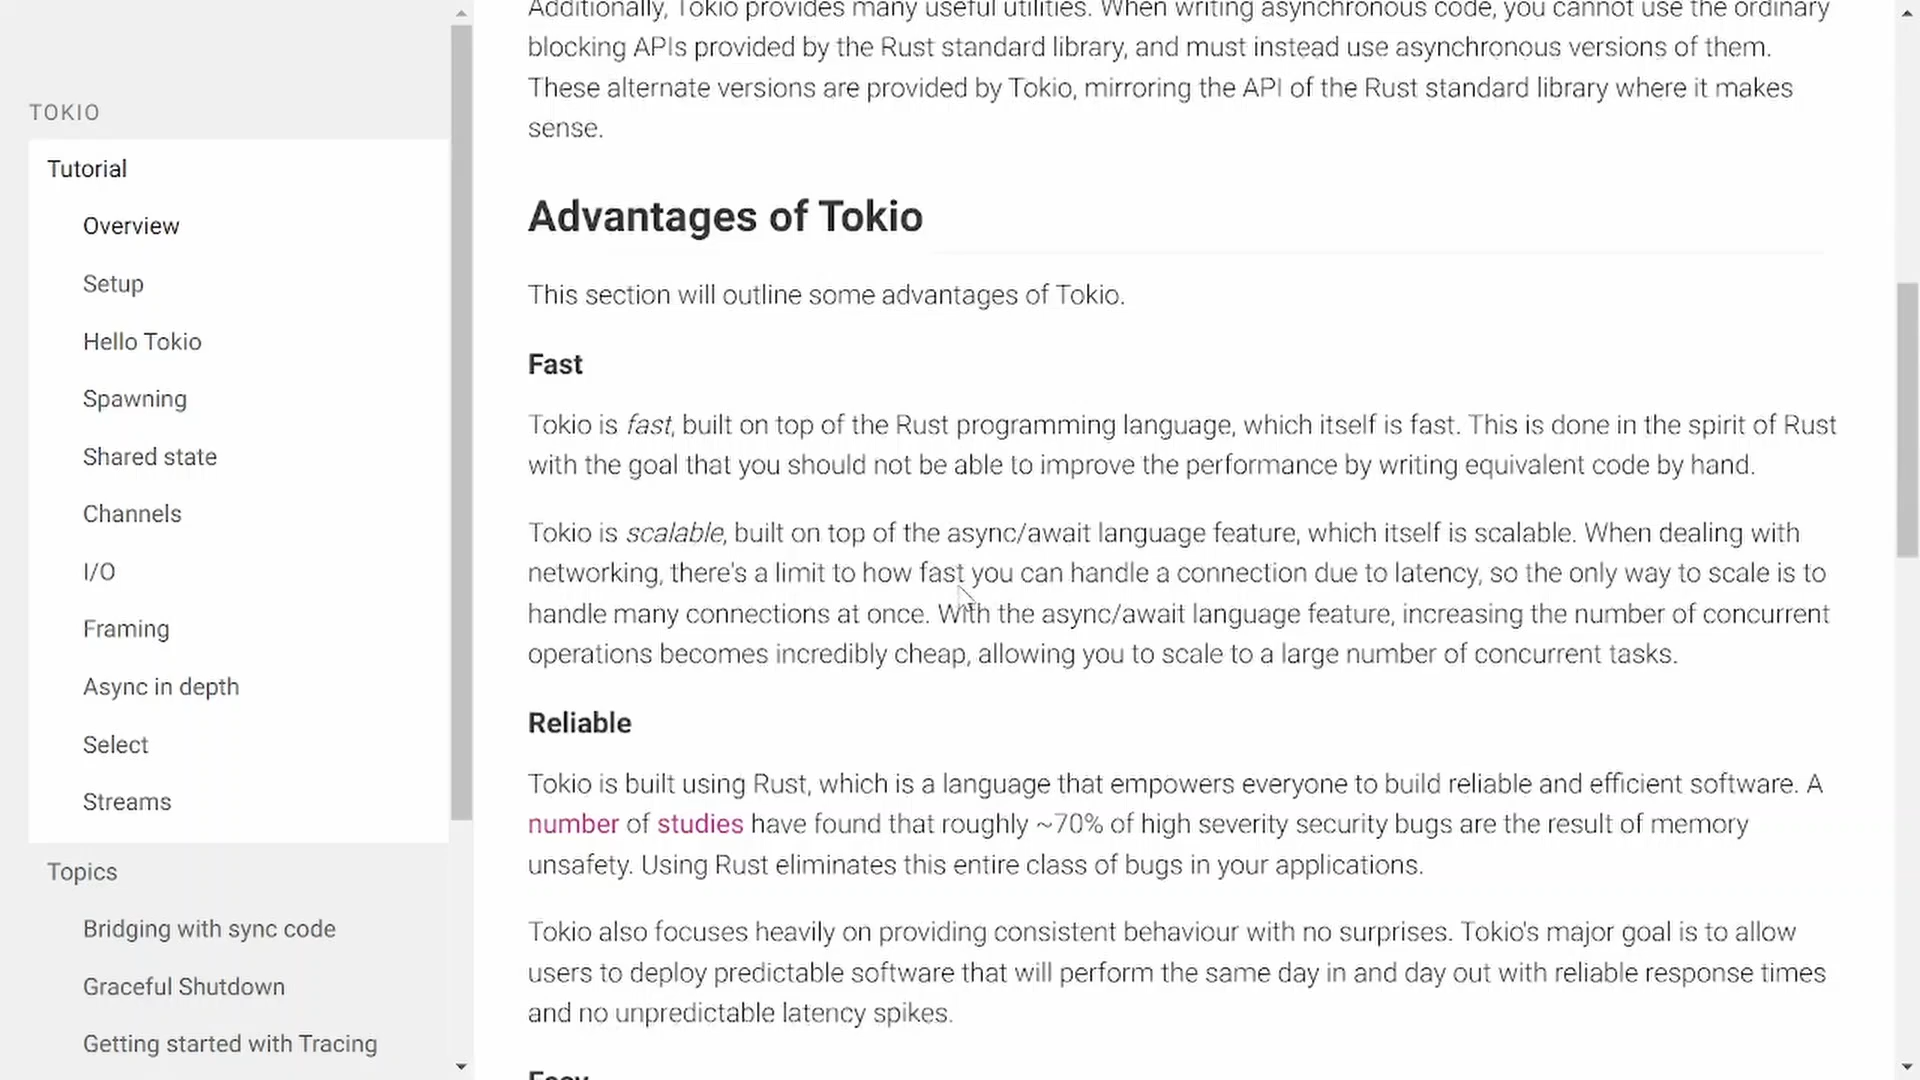 TOKIO
Tutorial
Overview
Setup
Hello Tokio
Spawning
Shared state
Channels
I/O
Framing
Async in depth
Select
Streams
Topics
Bridging with sync code
Graceful Shutdown
Getting started with Tracing
Additionally, Tokio provides many useful utilities. When writing asynchronous code, you cannot use the ordinary
blocking APIs provided by the Rust standard library, and must instead use asynchronous versions of them.
These alternate versions are provided by Tokio, mirroring the API of the Rust standard library where it makes
sense.
Advantages of Tokio
This section will outline some advantages of Tokio.
Fast
Tokio is fast, built on top of the Rust programming language, which itself is fast. This is done in the spirit of Rust
with the goal that you should not be able to improve the performance by writing equivalent code by hand.
Tokio is scalable, built on top of the async/await language feature, which itself is scalable. When dealing with
networking, there's a limit to how fast you can handle a connection due to latency, so the only way to scale is to
handle many connections at once. With the async/await language feature, increasing the number of concurrent
operations becomes incredibly cheap, allowing you to scale to a large number of concurrent tasks.
Reliable
Tokio is built using Rust, which is a language that empowers everyone to build reliable and efficient software. A
number of studies have found that roughly ~70% of high severity security bugs are the result of memory
unsafety. Using Rust eliminates this entire class of bugs in your applications.
Tokio also focuses heavily on providing consistent behaviour with no surprises. Tokio's major goal is to allow
users to deploy predictable software that will perform the same day in and day out with reliable response times
and no unpredictable latency spikes.
Easy